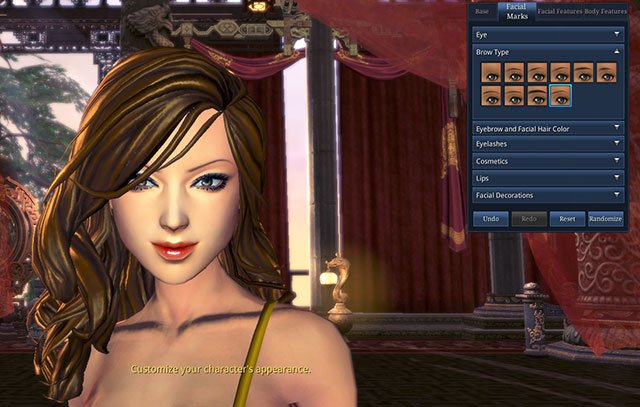 Base
Facial
Marks
Facial Features
Body Features
Eye
Brow Type
Eyebrow and Facial Hair Color
Eyelashes
Cosmetics
Lips
Facial Decorations
Undo
Redo
Reset
Randomize
Customize your character's appearance.